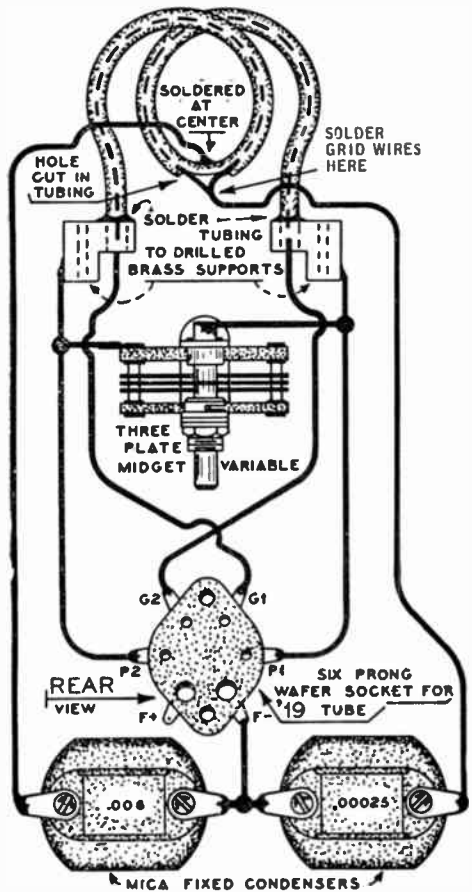 SOLDERED
AT
CENTER
SOLDER
GRID WIRES
HERE
HOLE
CUT IN
TUBING
SOLDER
TUBING
TO DRILLED
BRASS SUPPORTS
THREE
PLATE
MIDGET VARIABLE
G2 G1
P2 P1
REAR
VIEW
F+ X F-
SIX PRONG
WAFER SOCKET FOR
'19 TUBE
.006 .00025
MICA FIXED CONDENSERS